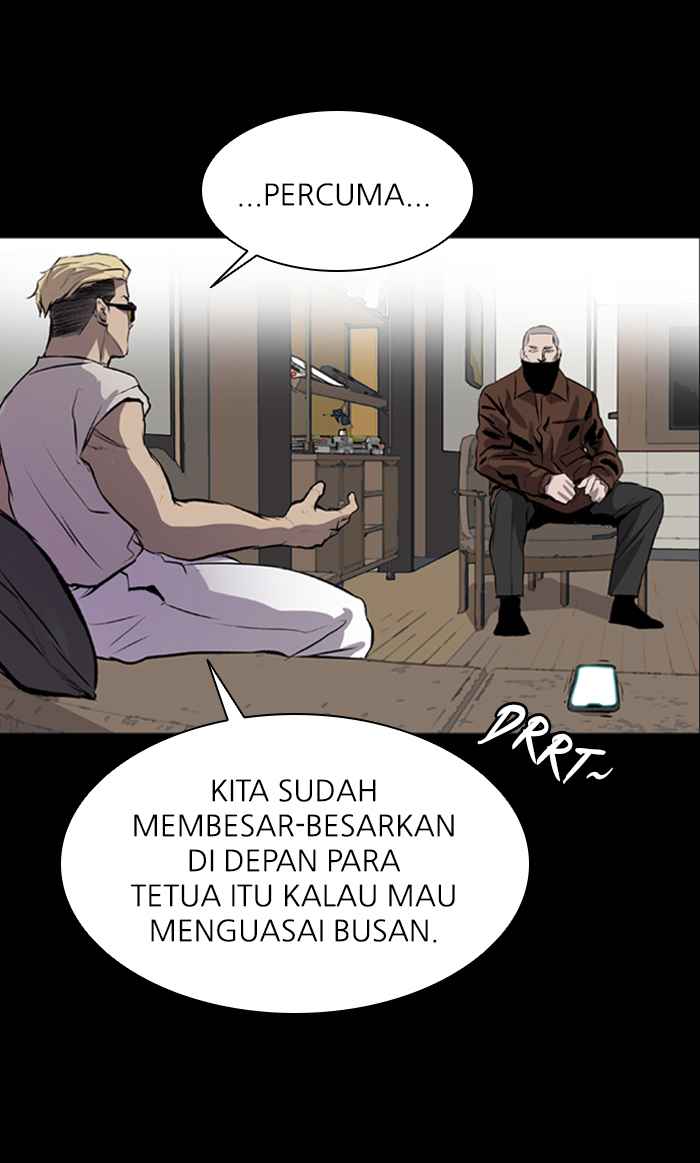 ...PERCUMA...
DRRT~
KITA SUDAH
MEMBESAR-BESARKAN
DI DEPAN PARA
TETUA ITU KALAU MAU
MENGUASAI BUSAN.